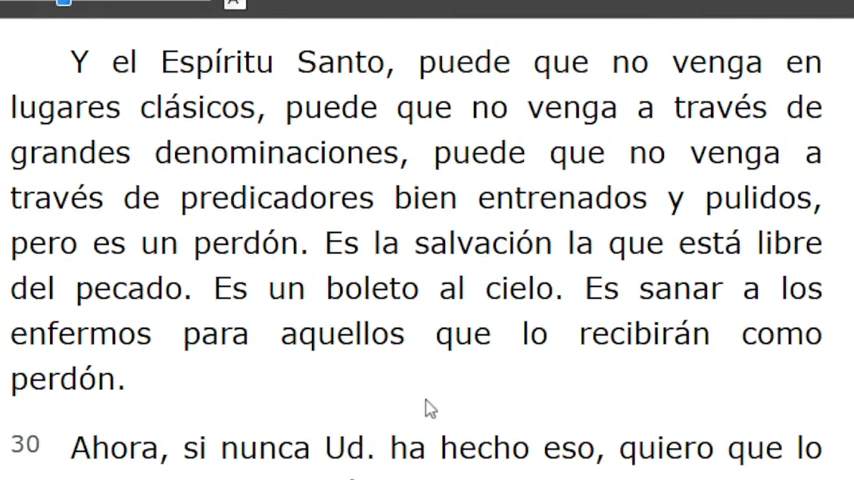 Y el Espíritu Santo, puede que no venga en
lugares clásicos, puede que no venga a través de
grandes denominaciones, puede que no venga a
través de predicadores bien entrenados y pulidos,
pero es un perdón. Es la salvación la que está libre
del pecado. Es un boleto al cielo. Es sanar a los
enfermos para aquellos que lo recibirán como
perdón.
30 Ahora, si nunca Ud. ha hecho eso, quiero que lo